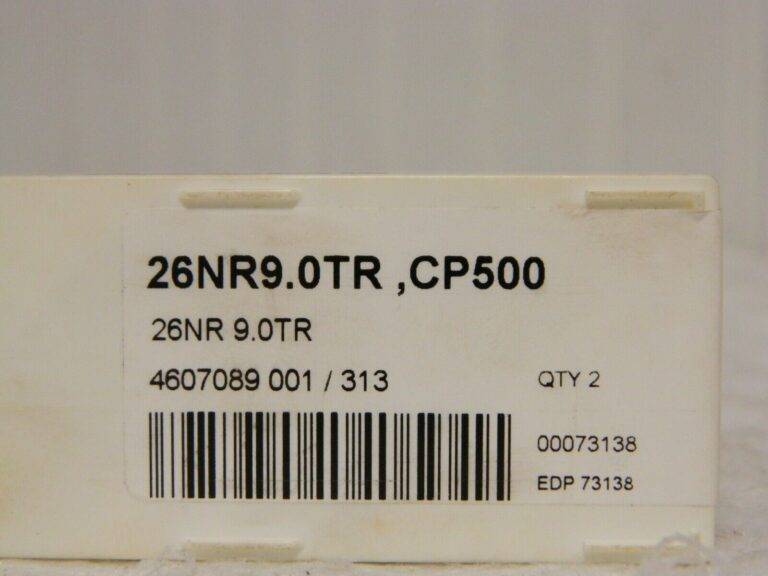 26NR9.0TR ,CP500
26NR 9.0TR
4607089 001 / 313
QTY 2
00073138
EDP 73138